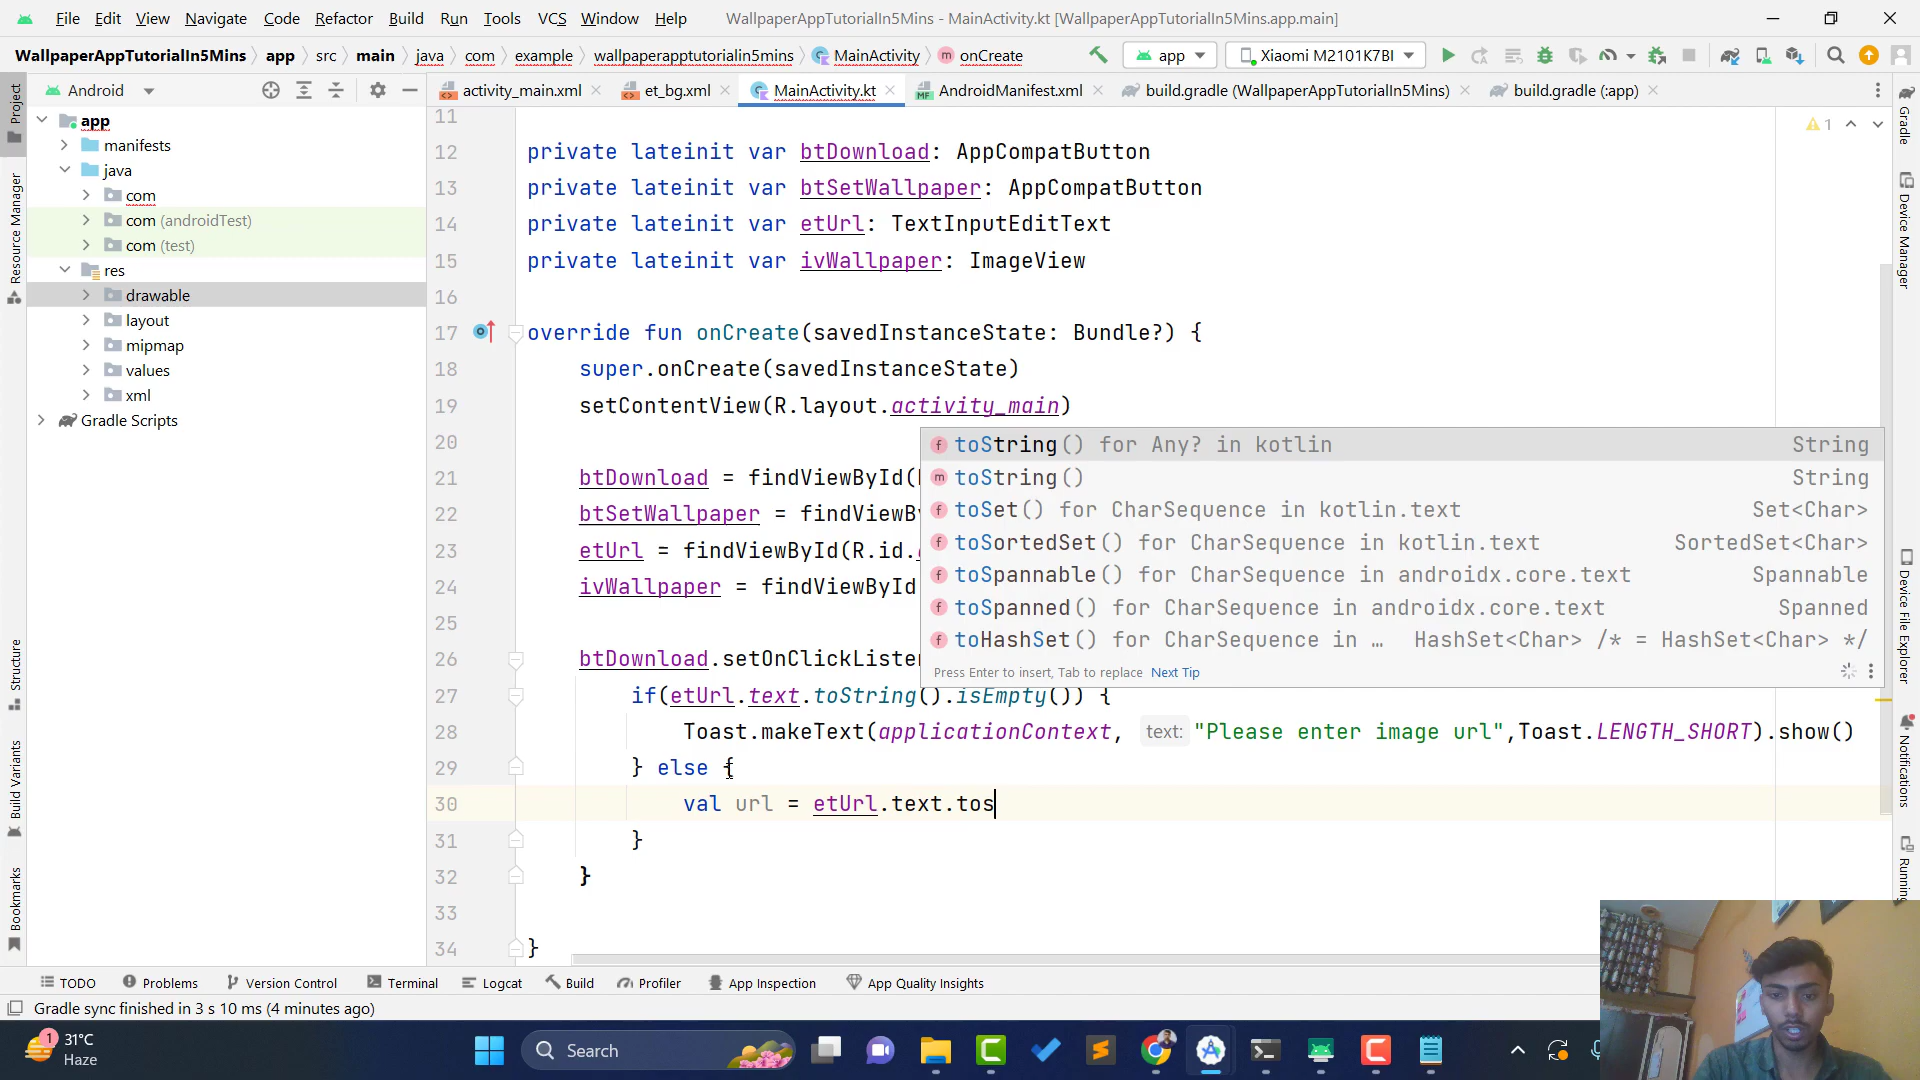 File Edit View Navigate Code Refactor Build Run Tools VCS Window Help WallpaperAppTutorialIn5Mins - MainActivity.kt [WallpaperAppTutorialIn5Mins.app.main]
WallpaperAppTutorialIn5Mins app src main java com example wallpaperapptutorialin5mins MainActivity onCreate app Xiaomi M2101K7BI
Android activity_main.xml et_bg.xml MainActivity.kt AndroidManifest.xml build.gradle (WallpaperAppTutorialIn5Mins) build.gradle (:app)
Project
Resource Manager
Structure
Build Variants
Bookmarks
app
manifests
java
com
com (androidTest)
com (test)
res
drawable
layout
mipmap
values
xml
Gradle Scripts
1
11
12 private lateinit var btDownload: AppCompatButton
13 private lateinit var btSetWallpaper: AppCompatButton
14 private lateinit var etUrl: TextInputEditText
15 private lateinit var ivWallpaper: ImageView
16
17 override fun onCreate(savedInstanceState: Bundle?) {
18 super.onCreate(savedInstanceState)
19 setContentView(R.layout.activity_main)
20
21 btDownload = findViewById(
22 btSetWallpaper = findViewBy
23 etUrl = findViewById(R.id.
24 ivWallpaper = findViewById
25
26 btDownload.setOnClickListen
27 if(etUrl.text.toString().isEmpty()) {
28 Toast.makeText(applicationContext, text: "Please enter image url",Toast.LENGTH_SHORT).show()
29 } else {
30 val url = etUrl.text.tos
31 }
32 }
33
34 }
toString() for Any? in kotlin String
toString() String
toSet() for CharSequence in kotlin.text Set<Char>
toSortedSet() for CharSequence in kotlin.text SortedSet<Char>
toSpannable() for CharSequence in androidx.core.text Spannable
toSpanned() for CharSequence in androidx.core.text Spanned
toHashSet() for CharSequence in … HashSet<Char> /* = HashSet<Char> */
Press Enter to insert, Tab to replace Next Tip
Gradle
Device Manager
Device File Explorer
Notifications
TODO Problems Version Control Terminal Logcat Build Profiler App Inspection App Quality Insights
Gradle sync finished in 3 s 10 ms (4 minutes ago)
1
31°C
Haze
Search